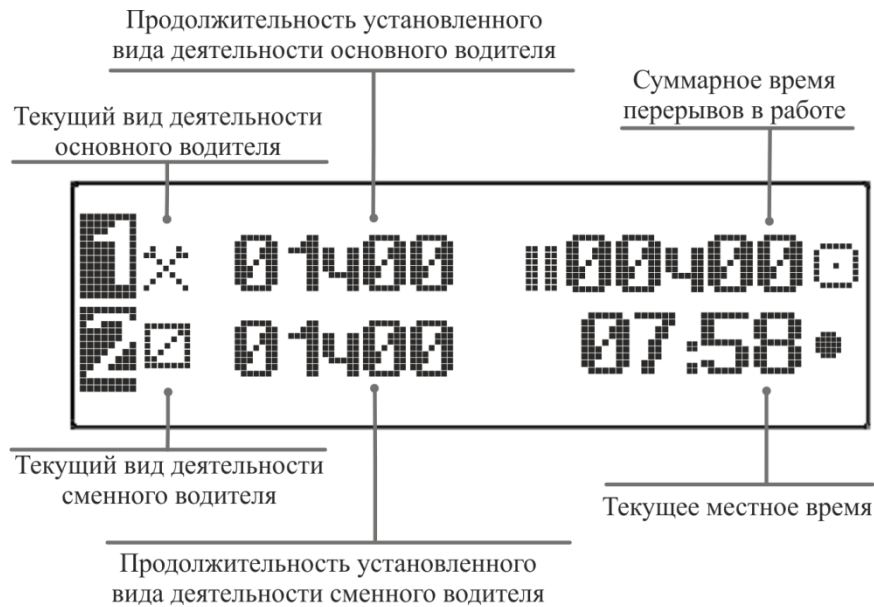 Продолжительность установленного
вида деятельности основного водителя
Суммарное время
перерывов в работе
Текущий вид деятельности
основного водителя
1 01ч00 00ч00
2 01ч00 07:58
Текущий вид деятельности
сменного водителя
Текущее местное время
Продолжительность установленного
вида деятельности сменного водителя